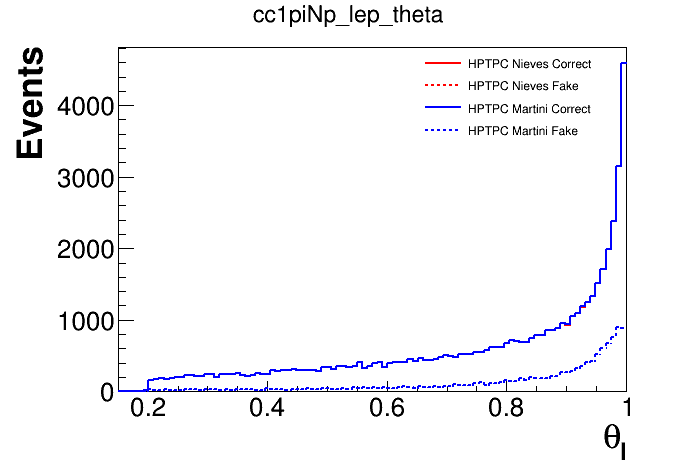 cc1piNp_lep_theta
Events
HPTPC Nieves Correct
HPTPC Nieves Fake
HPTPC Martini Correct
HPTPC Martini Fake
4000
3000
2000
1000
0
0.2 0.4 0.6 0.8 1
θl